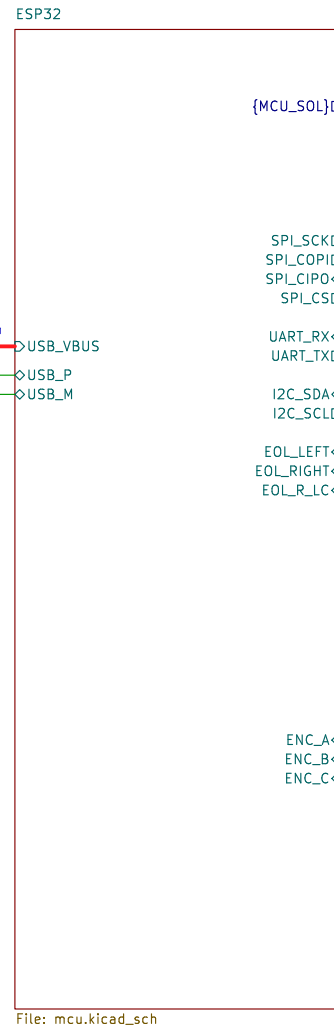 ESP32
{MCU_SOL}
SPI_SCK
SPI_COPI
SPI_CIPO
SPI_CS
UART_RX
USB_VBUS
UART_TX
USB_P
USB_M
I2C_SDA
I2C_SCL
EOL_LEFT
EOL_RIGHT
EOL_R_LC
ENC_A
ENC_B
ENC_C
File: mcu.kicad_sch